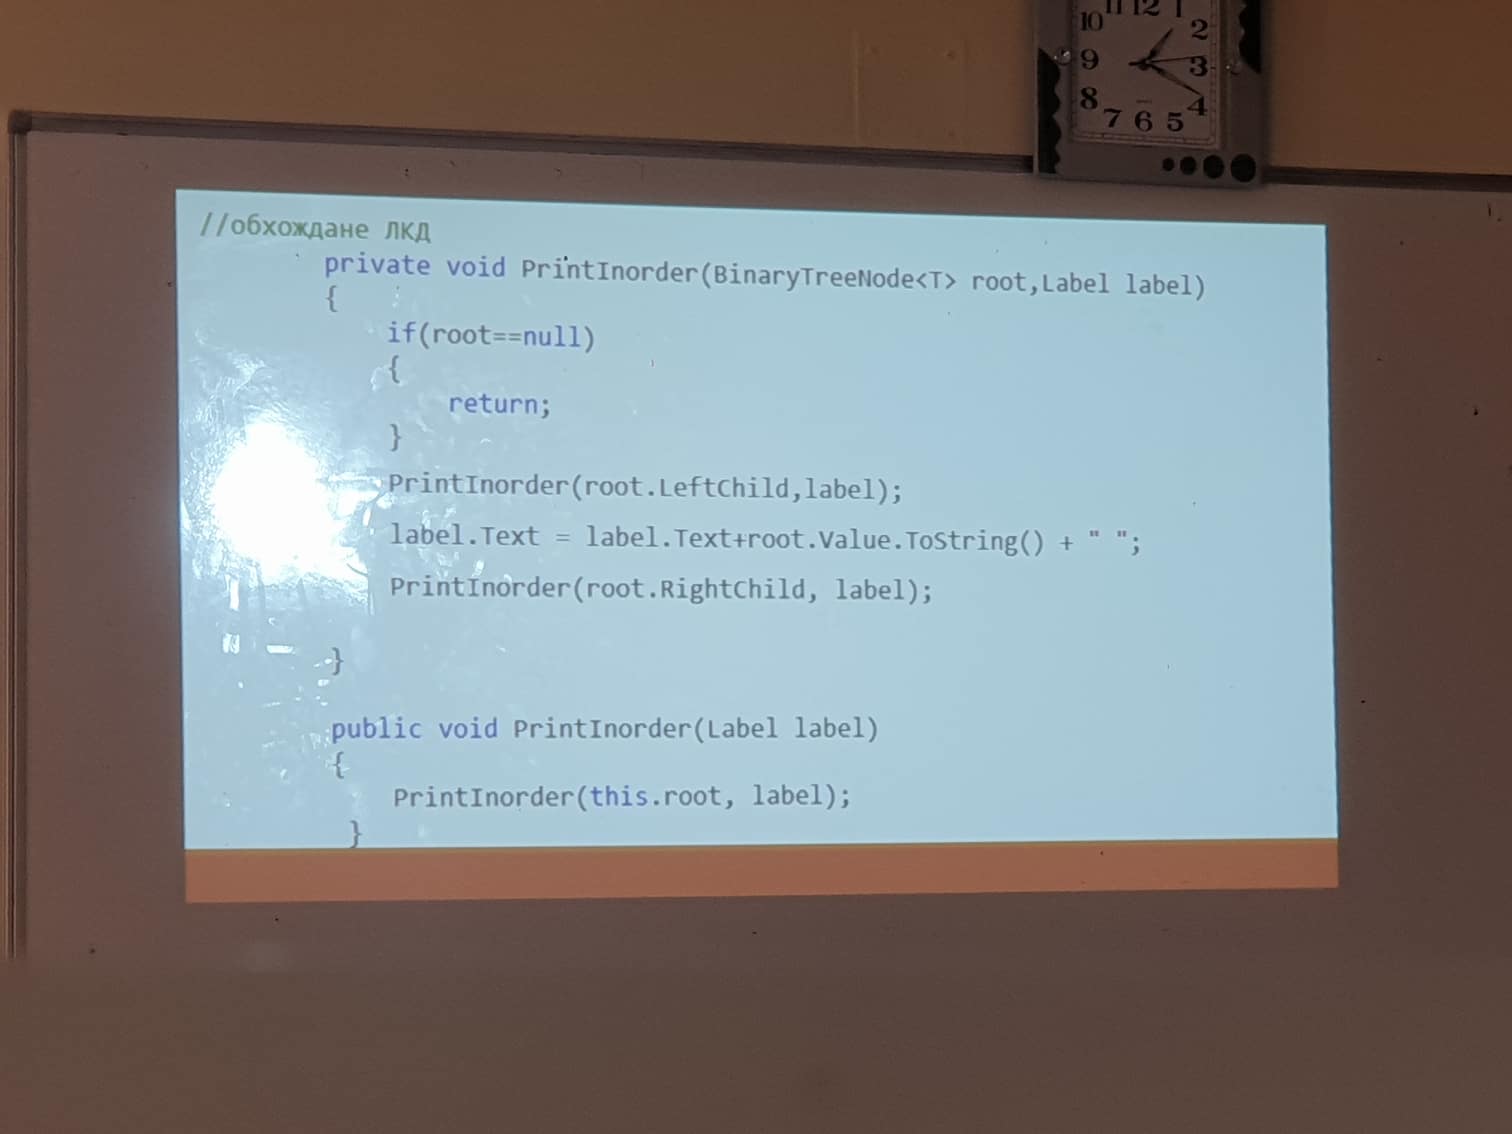 11 12 1
10 2
9 3
8 4
7 6 5
//обхождане ЛКД
private void PrintInorder(BinaryTreeNode<T> root,Label label)
{
if(root==null)
{
return;
}
PrintInorder(root.LeftChild,label);
label.Text = label.Text+root.Value.ToString() + " ";
PrintInorder(root.RightChild, label);
}
public void PrintInorder(Label label)
{
PrintInorder(this.root, label);
}